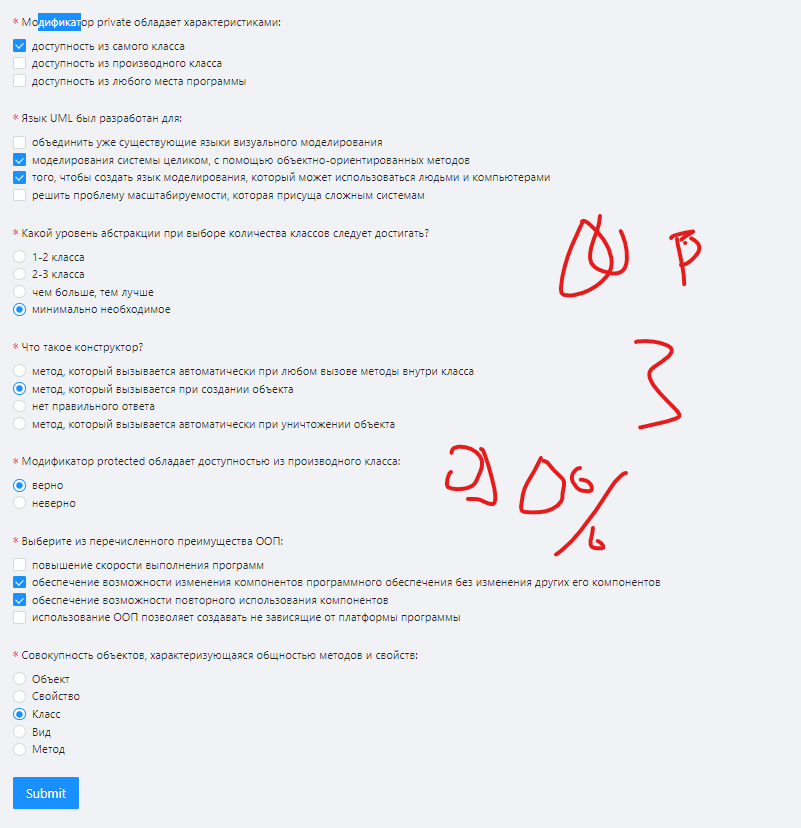 * Модификатор private обладает характеристиками:
доступность из самого класса
доступность из производного класса
доступность из любого места программы
* Язык UML был разработан для:
объединить уже существующие языки визуального моделирования
моделирования системы целиком, с помощью объектно-ориентированных методов
того, чтобы создать язык моделирования, который может использоваться людьми и компьютерами
решить проблему масштабируемости, которая присуща сложным системам
* Какой уровень абстракции при выборе количества классов следует достигать?
1-2 класса
2-3 класса
чем больше, тем лучше
минимально необходимое
* Что такое конструктор?
метод, который вызывается автоматически при любом вызове методы внутри класса
метод, который вызывается при создании объекта
нет правильного ответа
метод, который вызывается автоматически при уничтожении объекта
* Модификатор protected обладает доступностью из производного класса:
верно
неверно
* Выберите из перечисленного преимущества ООП:
повышение скорости выполнения программ
обеспечение возможности изменения компонентов программного обеспечения без изменения других его компонентов
обеспечение возможности повторного использования компонентов
использование ООП позволяет создавать не зависящие от платформы программы
* Совокупность объектов, характеризующаяся общностью методов и свойств:
Объект
Свойство
Класс
Вид
Метод
Submit